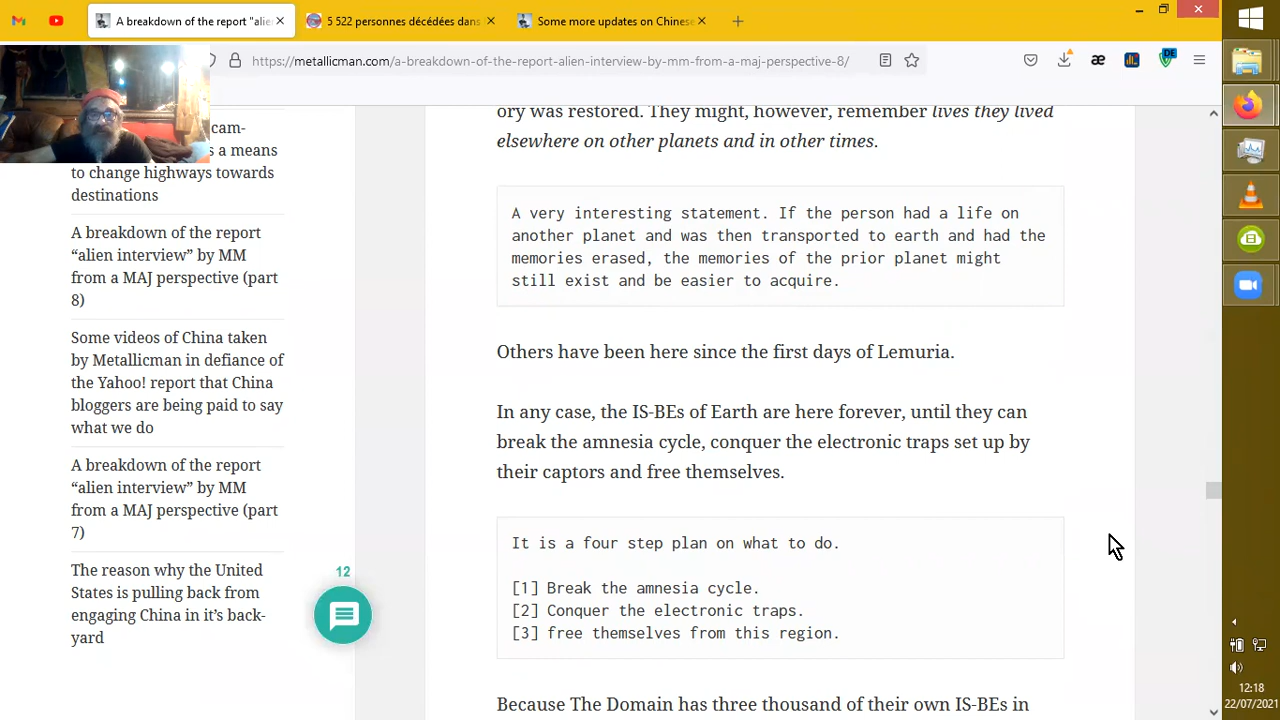 A breakdown of the report "alie
5 522 personnes décédées dans
Some more updates on Chinese
https://metallicman.com/a-breakdown-of-the-r
alien-interview-by-mm-from-a-maj-perspective-8/
DE
cam-
s a means
to change highways towards
destinations
A breakdown of the report
“alien interview” by MM
from a MAJ perspective (part
8)
Some videos of China taken
by Metallicman in defiance of
the Yahoo! report that China
bloggers are being paid to say
what we do
A breakdown of the report
“alien interview” by MM
from a MAJ perspective (part
7)
The reason why the United
States is pulling back from
engaging China in it’s back-
yard
12
ory was restored. They might, however, remember lives they lived
elsewhere on other planets and in other times.
A very interesting statement. If the person had a life on
another planet and was then transported to earth and had the
memories erased, the memories of the prior planet might
still exist and be easier to acquire.
Others have been here since the first days of Lemuria.
In any case, the IS-BEs of Earth are here forever, until they can
break the amnesia cycle, conquer the electronic traps set up by
their captors and free themselves.
It is a four step plan on what to do.
[1] Break the amnesia cycle.
[2] Conquer the electronic traps.
[3] free themselves from this region.
Because The Domain has three thousand of their own IS-BEs in
12:18
22/07/2021